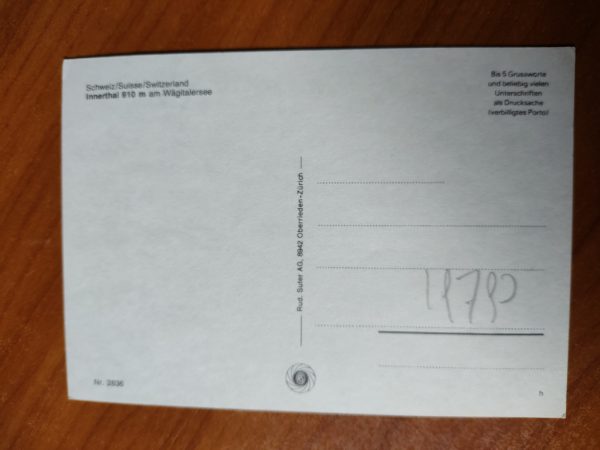 Schweiz/Suisse/Switzerland
Innerthal 910 m am Wägitalersee
Bis 5 Grussworte
und beliebig vielen
Unterschriften
als Drucksache
(verbilligtes Porto)
Rud. Suter AG, 8942 Oberrieden-Zürich
Nr. 2836
h